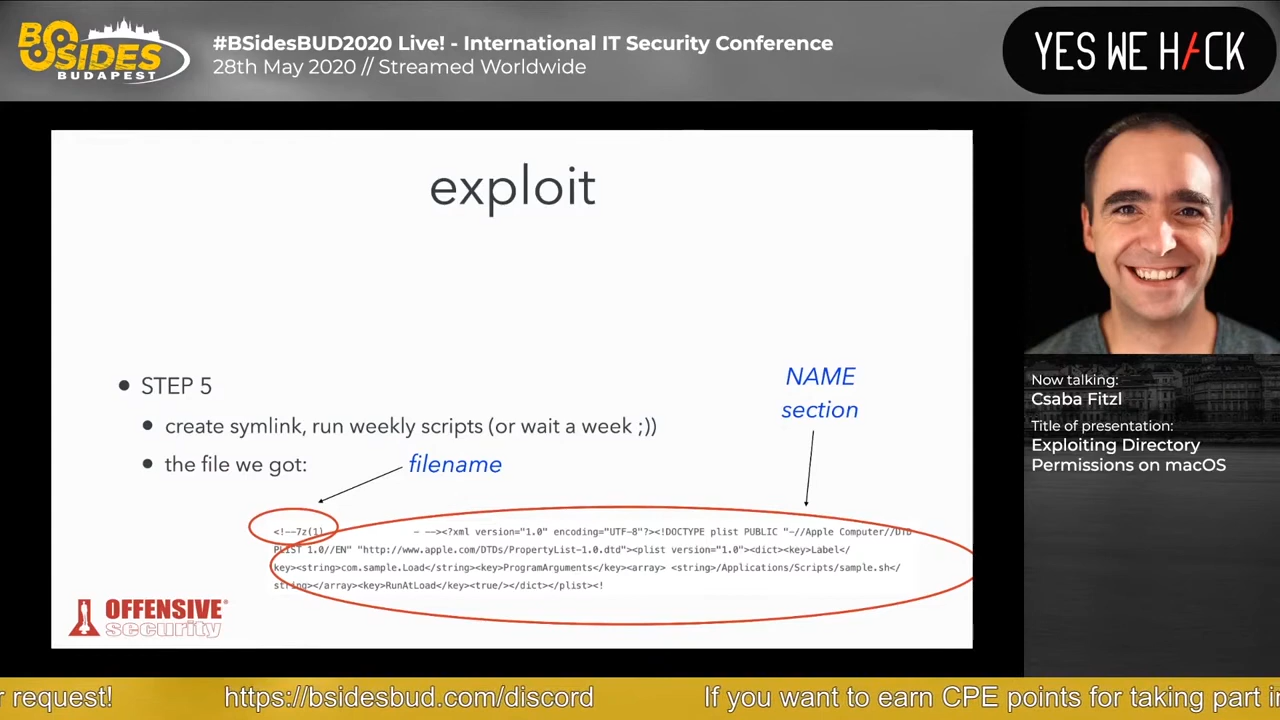 BSIDES
BUDAPEST
#BSidesBUD2020 Live! - International IT Security Conference
28th May 2020 // Streamed Worldwide
YES WE H/CK
exploit
• STEP 5
• create symlink, run weekly scripts (or wait a week ;))
• the file we got:
filename
NAME
section
<!--7z(1) - --><?xml version="1.0" encoding="UTF-8"?><!DOCTYPE plist PUBLIC "-//Apple Computer//DTD
PLIST 1.0//EN" "http://www.apple.com/DTDs/PropertyList-1.0.dtd"><plist version="1.0"><dict><key>Label</
key><string>com.sample.Load</string><key>ProgramArguments</key><array> <string>/Applications/Scripts/sample.sh</
string></array><key>RunAtLoad</key><true/></dict></plist><!
OFFENSIVE®
security
Now talking:
Csaba Fitzl
Title of presentation:
Exploiting Directory
Permissions on macOS
r request! https://bsidesbud.com/discord If you want to earn CPE points for taking part in